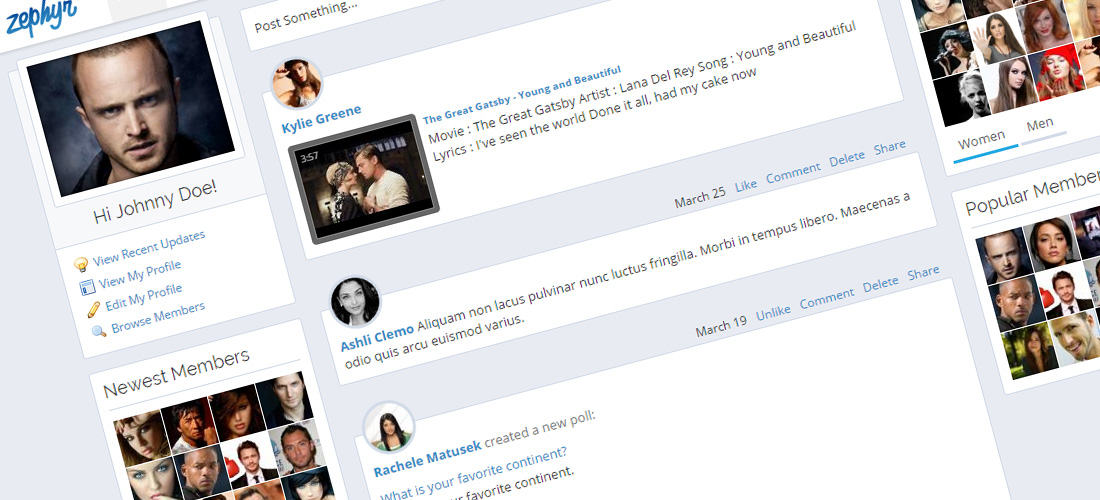 zephyr
Hi Johnny Doe!
View Recent Updates
View My Profile
Edit My Profile
Browse Members
Newest Members
Post Something...
Kylie Greene
3:57
The Great Gatsby - Young and Beautiful
Movie : The Great Gatsby Artist : Lana Del Rey Song : Young and Beautiful
Lyrics : I've seen the world Done it all, had my cake now
March 25 Like Comment Delete Share
Ashli Clemo Aliquam non lacus pulvinar nunc luctus fringilla. Morbi in tempus libero. Maecenas a
odio quis arcu euismod varius.
March 19 Unlike Comment Delete Share
Rachele Matusek created a new poll:
What is your favorite continent?
favorite continent.
Women Men
Popular Member